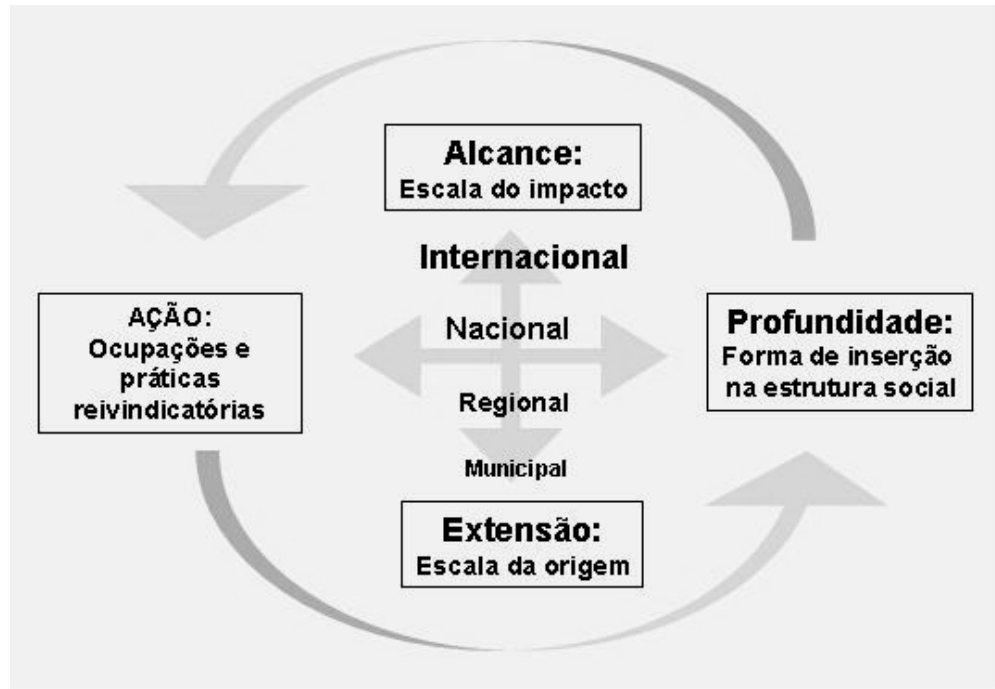 Alcance:
Escala do impacto
Internacional
AÇÃO:
Ocupações e
práticas
reivindicatórias
Nacional
Regional
Municipal
Profundidade:
Forma de inserção
na estrutura social
Extensão:
Escala da origem